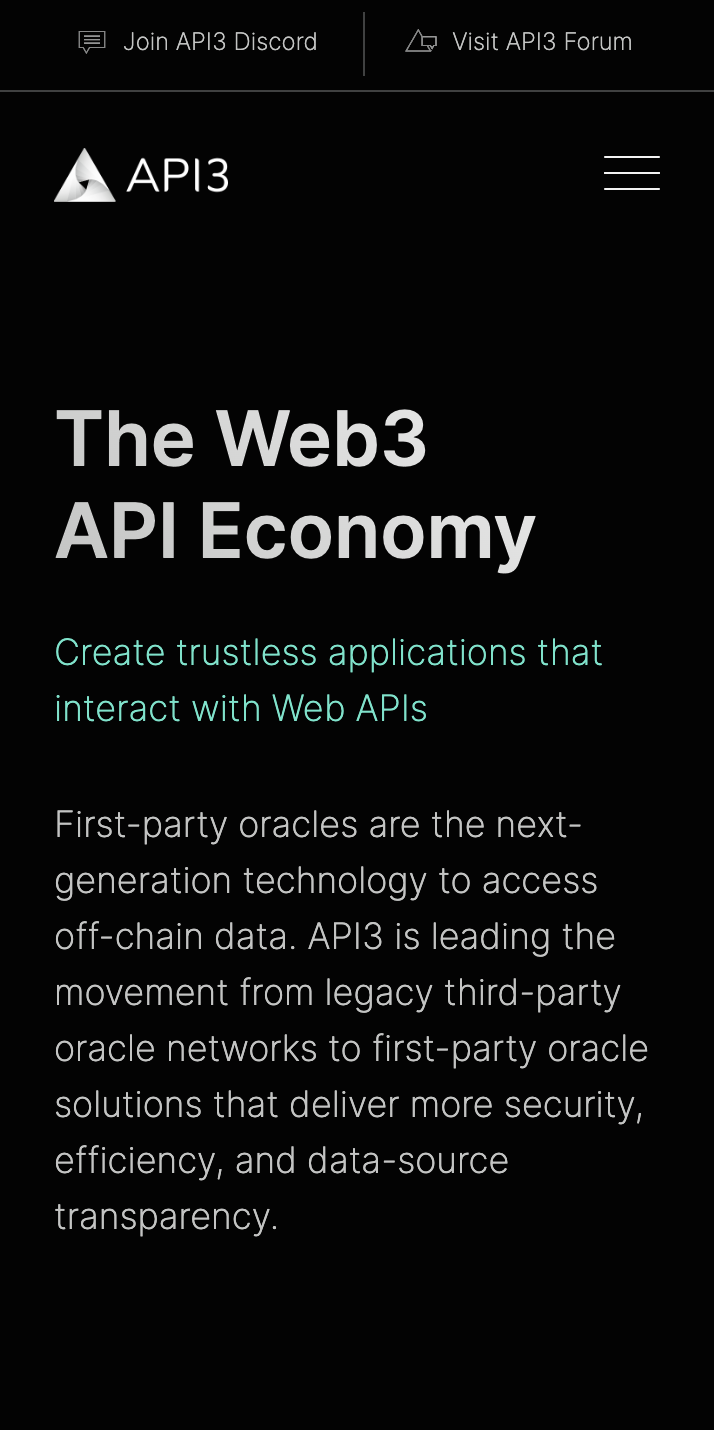 Join API3 Discord
Visit API3 Forum
API3
The Web3
API Economy
Create trustless applications that
interact with Web APIs
First-party oracles are the next-
generation technology to access
off-chain data. API3 is leading the
movement from legacy third-party
oracle networks to first-party oracle
solutions that deliver more security,
efficiency, and data-source
transparency.